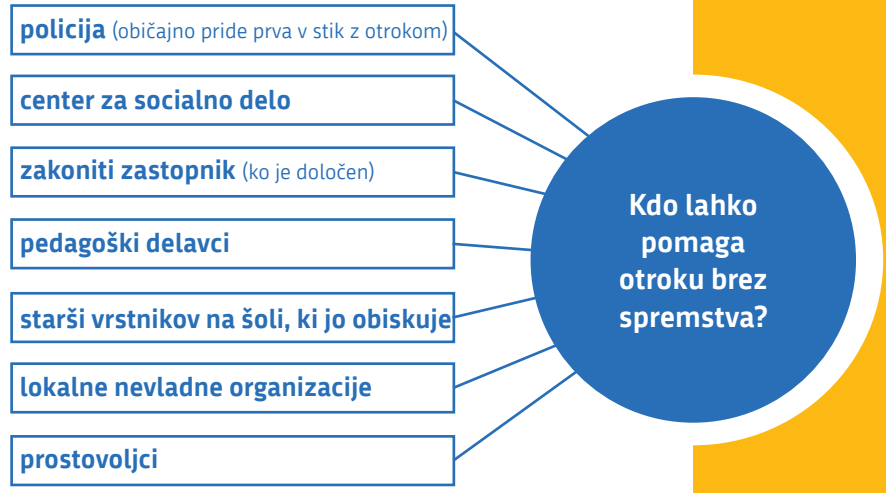 policija (običajno pride prva v stik z otrokom)
center za socialno delo
zakoniti zastopnik (ko je določen)
pedagoški delavci
starši vrstnikov na šoli, ki jo obiskuje
lokalne nevladne organizacije
prostovoljci
Kdo lahko
pomaga
otroku brez
spremstva?